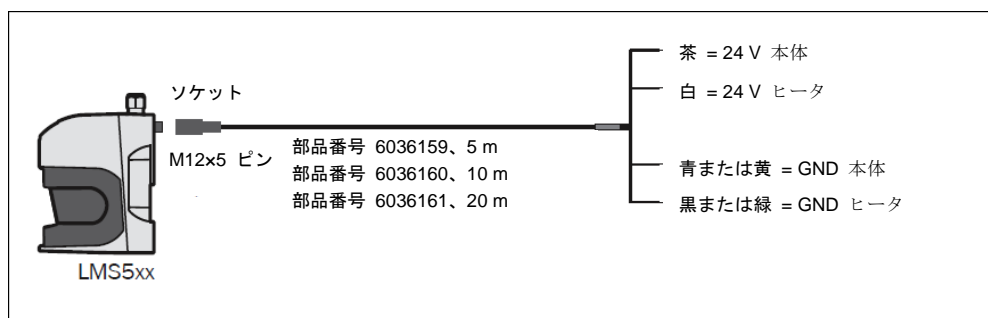 ソケット
M12×5 ピン
部品番号 6036159、5 m
部品番号 6036160、10 m
部品番号 6036161、20 m
茶 = 24 V 本体
白 = 24 V ヒータ
青または黄 = GND 本体
黒または緑 = GND ヒータ
LMS5xx